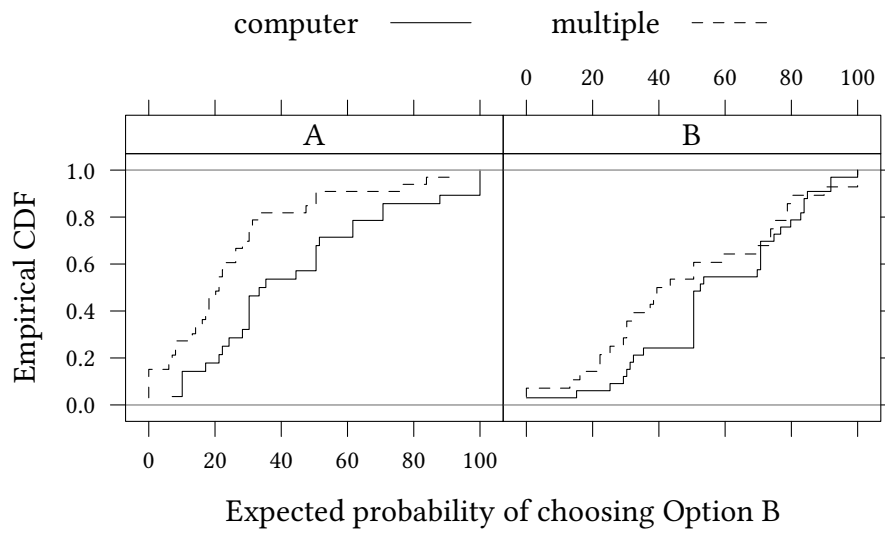 computer multiple
0 20 40 60 80 100
A B
1.0
0.8
0.6
0.4
0.2
0.0
Empirical CDF
0 20 40 60 80 100
Expected probability of choosing Option B